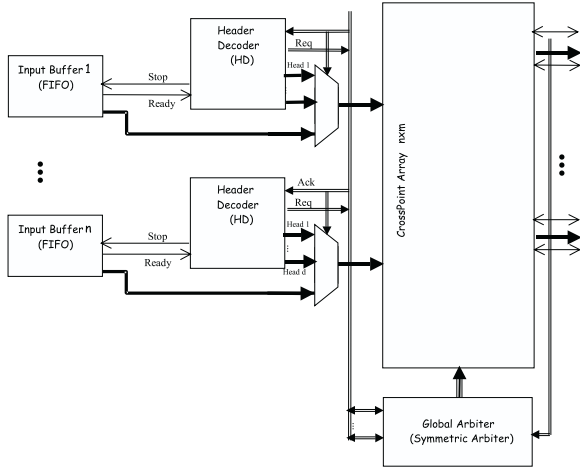 Header
Decoder
(HD)
Req
Head 1
Input Buffer 1
(FIFO)
Stop
Ready
CrossPoint Array nxm
Header
Decoder
(HD)
Ack
Req
Head 1
Head d
Input Buffer n
(FIFO)
Stop
Ready
Global Arbiter
(Symmetric Arbiter)